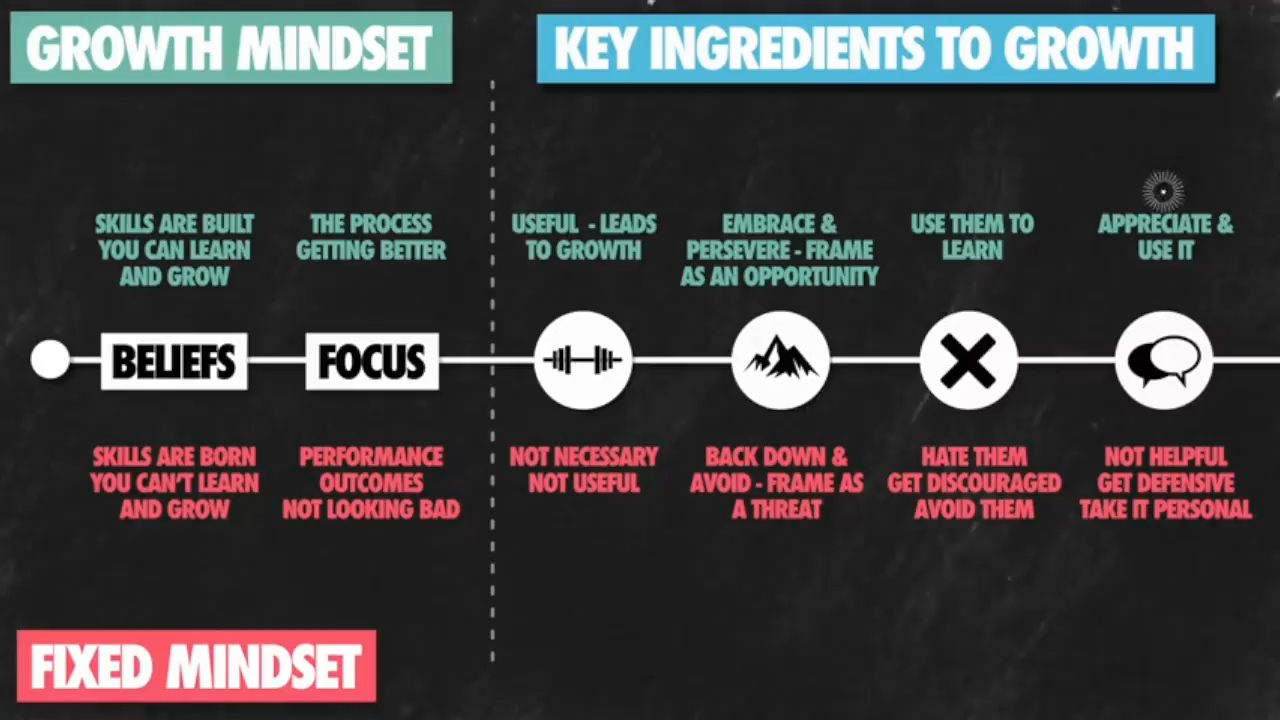 GROWTH MINDSET
KEY INGREDIENTS TO GROWTH
SKILLS ARE BUILT
YOU CAN LEARN
AND GROW
THE PROCESS
GETTING BETTER
USEFUL - LEADS
TO GROWTH
EMBRACE &
PERSEVERE - FRAME
AS AN OPPORTUNITY
USE THEM TO
LEARN
APPRECIATE &
USE IT
BELIEFS
FOCUS
SKILLS ARE BORN
YOU CAN'T LEARN
AND GROW
PERFORMANCE
OUTCOMES
NOT LOOKING BAD
NOT NECESSARY
NOT USEFUL
BACK DOWN &
AVOID - FRAME AS
A THREAT
HATE THEM
GET DISCOURAGED
AVOID THEM
NOT HELPFUL
GET DEFENSIVE
TAKE IT PERSONAL
FIXED MINDSET